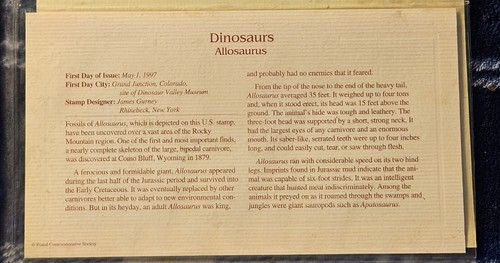 Dinosaurs
Allosaurus
First Day of Issue: May 1, 1997
First Day City: Grand Junction, Colorado,
site of Dinosaur Valley Museum
Stamp Designer: James Gurney
Rhinebeck, New York
Fossils of Allosaurus, which is depicted on this U.S. stamp,
have been uncovered over a vast area of the Rocky
Mountain region. One of the first and most important finds,
a nearly complete skeleton of the large, bipedal carnivore,
was discovered at Como Bluff, Wyoming in 1879.
A ferocious and formidable giant, Allosaurus appeared
during the last half of the Jurassic period and survived into
the Early Cretaceous. It was eventually replaced by other
carnivores better able to adapt to new environmental con-
ditions. But in its heyday, an adult Allosaurus was king,
and probably had no enemies that it feared.
From the tip of the nose to the end of the heavy tail,
Allosaurus averaged 35 feet. It weighed up to four tons
and, when it stood erect, its head was 15 feet above the
ground. The animal's hide was tough and leathery. The
three-foot head was supported by a short, strong neck. It
had the largest eyes of any carnivore and an enormous
mouth. Its saber-like, serrated teeth were up to four inches
long, and could easily cut, tear, or saw through flesh.
Allosaurus ran with considerable speed on its two hind
legs. Imprints found in Jurassic mud indicate that the ani-
mal was capable of six-foot strides. It was an intelligent
creature that hunted meat indiscriminately. Among the
animals it preyed on as it roamed through the swamps and
jungles were giant sauropods such as Apatosaurus.
© Postal Commemorative Society